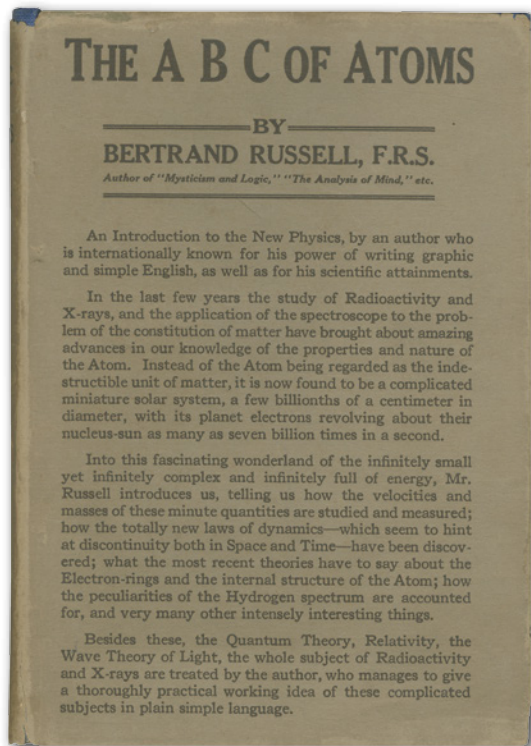 THE A B C OF ATOMS
BY
BERTRAND RUSSELL, F.R.S.
Author of "Mysticism and Logic," "The Analysis of Mind," etc.
An Introduction to the New Physics, by an author who
is internationally known for his power of writing graphic
and simple English, as well as for his scientific attainments.
In the last few years the study of Radioactivity and
X-rays, and the application of the spectroscope to the prob-
lem of the constitution of matter have brought about amazing
advances in our knowledge of the properties and nature of
the Atom. Instead of the Atom being regarded as the inde-
structible unit of matter, it is now found to be a complicated
miniature solar system, a few billionths of a centimeter in
diameter, with its planet electrons revolving about their
nucleus-sun as many as seven billion times in a second.
Into this fascinating wonderland of the infinitely small
yet infinitely complex and infinitely full of energy, Mr.
Russell introduces us, telling us how the velocities and
masses of these minute quantities are studied and measured;
how the totally new laws of dynamics—which seem to hint
at discontinuity both in Space and Time—have been discov-
ered; what the most recent theories have to say about the
Electron-rings and the internal structure of the Atom; how
the peculiarities of the Hydrogen spectrum are accounted
for, and very many other intensely interesting things.
Besides these, the Quantum Theory, Relativity, the
Wave Theory of Light, the whole subject of Radioactivity
and X-rays are treated by the author, who manages to give
a thoroughly practical working idea of these complicated
subjects in plain simple language.